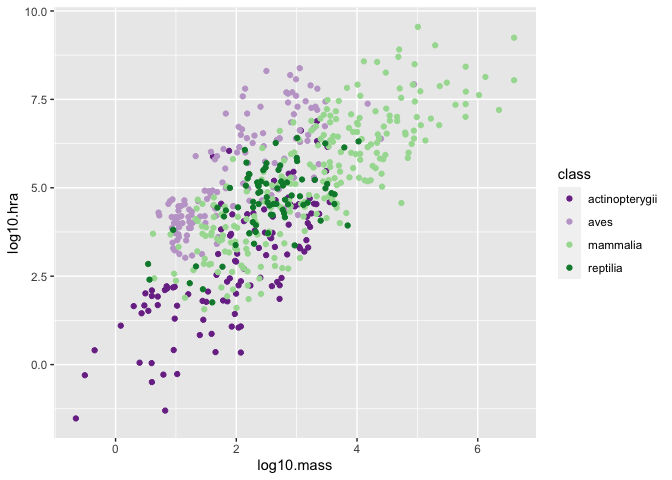 10.0
7.5
5.0
2.5
0.0
log10.hra
0
2
4
6
log10.mass
class
actinopterygii
aves
mammalia
reptilia